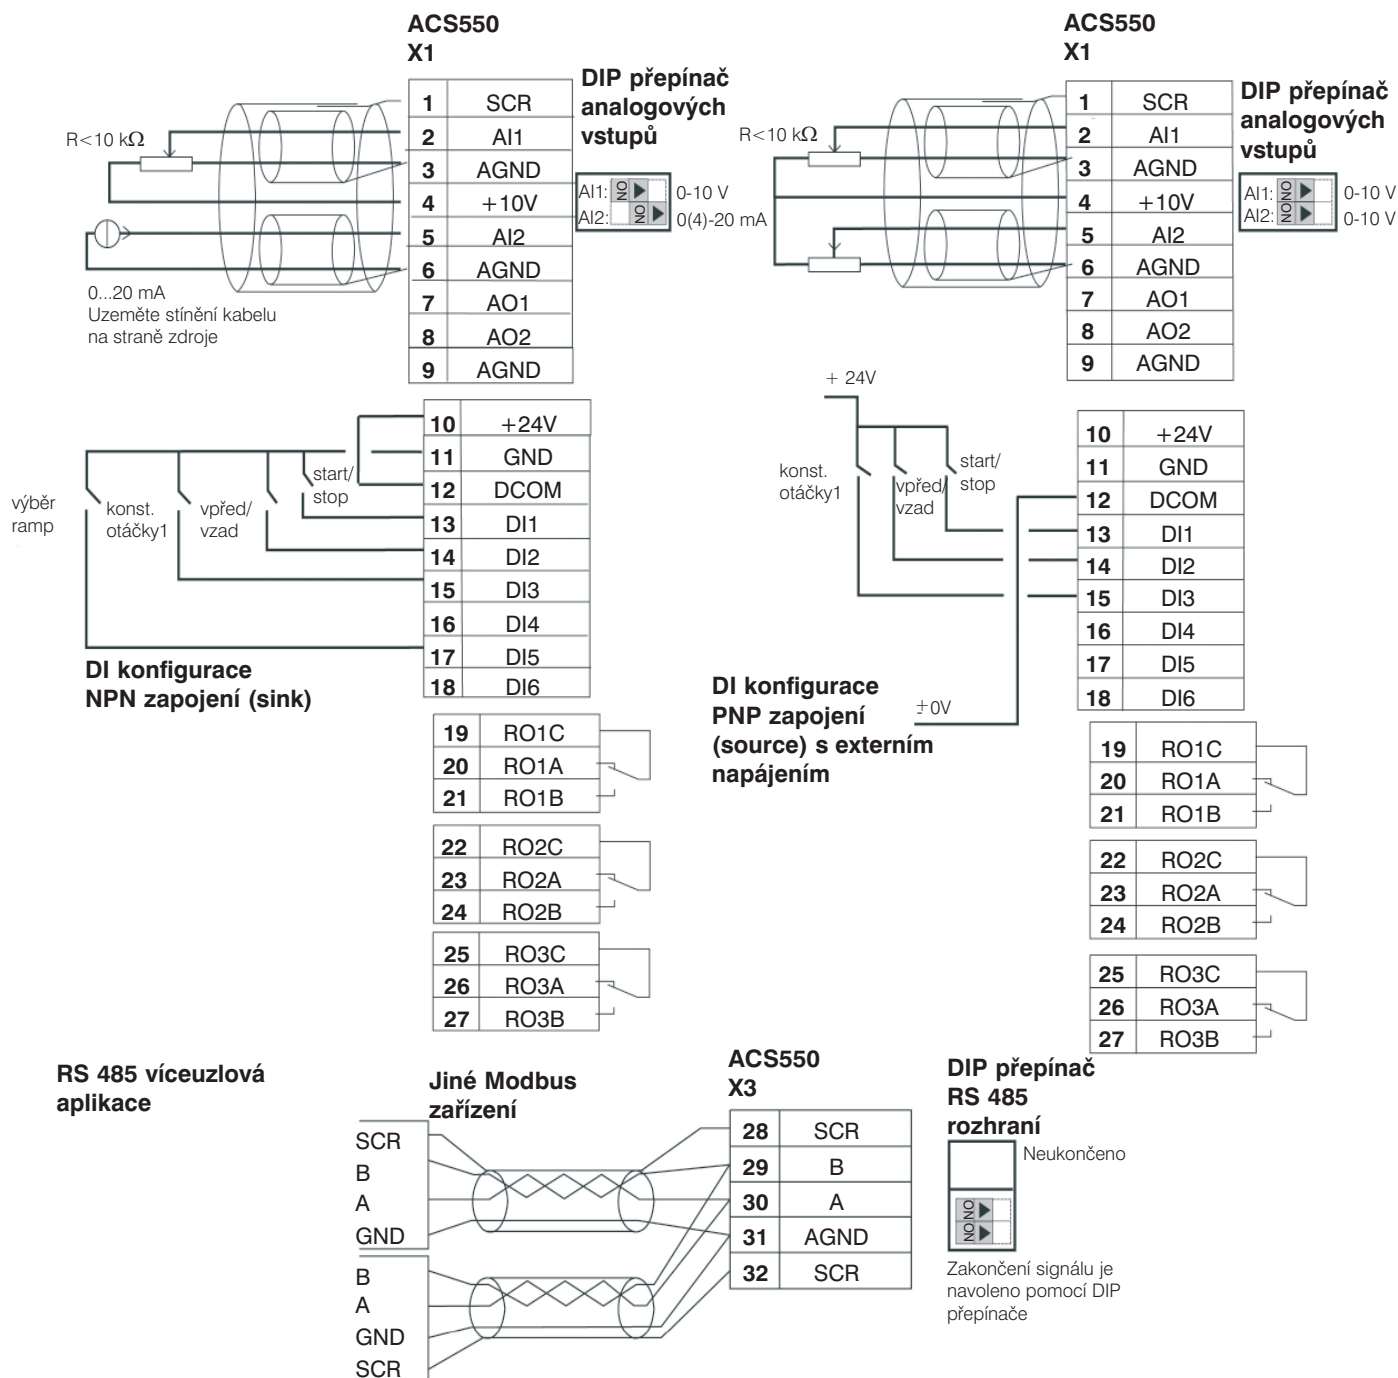 ACS550
X1
DIP přepínač
analogových
vstupů
R<10 kΩ
1 SCR
2 AI1
3 AGND
4 +10V
5 AI2
6 AGND
7 AO1
8 AO2
9 AGND
AI1: ON 0-10 V
AI2: ON 0(4)-20 mA
0...20 mA
Uzeměte stínění kabelu
na straně zdroje
10 +24V
11 GND
12 DCOM
13 DI1
14 DI2
15 DI3
16 DI4
17 DI5
18 DI6
výběr
ramp
konst.
otáčky1
vpřed/
vzad
start/
stop
DI konfigurace
NPN zapojení (sink)
19 RO1C
20 RO1A
21 RO1B
22 RO2C
23 RO2A
24 RO2B
25 RO3C
26 RO3A
27 RO3B
ACS550
X1
DIP přepínač
analogových
vstupů
R<10 kΩ
1 SCR
2 AI1
3 AGND
4 +10V
5 AI2
6 AGND
7 AO1
8 AO2
9 AGND
AI1: ON 0-10 V
AI2: ON 0-10 V
+ 24V
konst.
otáčky1
vpřed/
vzad
start/
stop
10 +24V
11 GND
12 DCOM
13 DI1
14 DI2
15 DI3
16 DI4
17 DI5
18 DI6
DI konfigurace
PNP zapojení
(source) s externím
napájením
±0V
19 RO1C
20 RO1A
21 RO1B
22 RO2C
23 RO2A
24 RO2B
25 RO3C
26 RO3A
27 RO3B
RS 485 víceuzlová
aplikace
Jiné Modbus
zařízení
SCR
B
A
GND
B
A
GND
SCR
ACS550
X3
28 SCR
29 B
30 A
31 AGND
32 SCR
DIP přepínač
RS 485
rozhraní
Neukončeno
ON
ON
Zakončení signálu je
navoleno pomocí DIP
přepínače